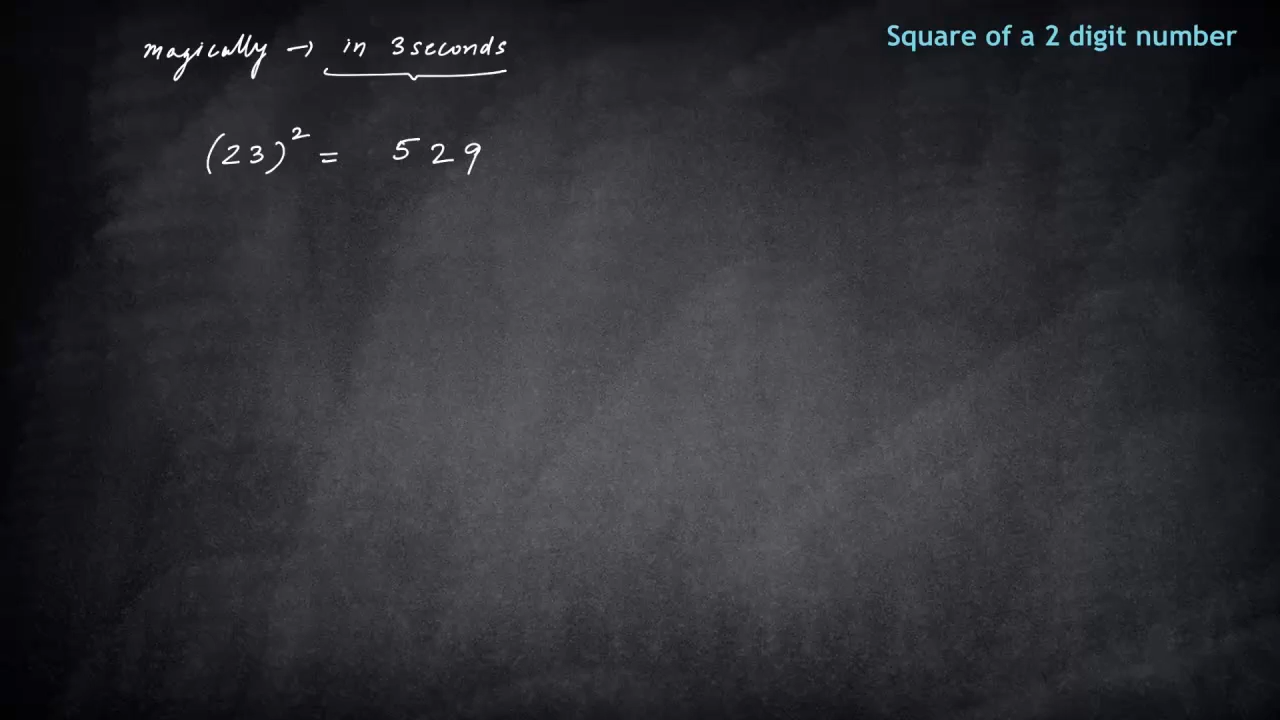 Square of a 2 digit number
magically → in 3 seconds
(23)² = 529